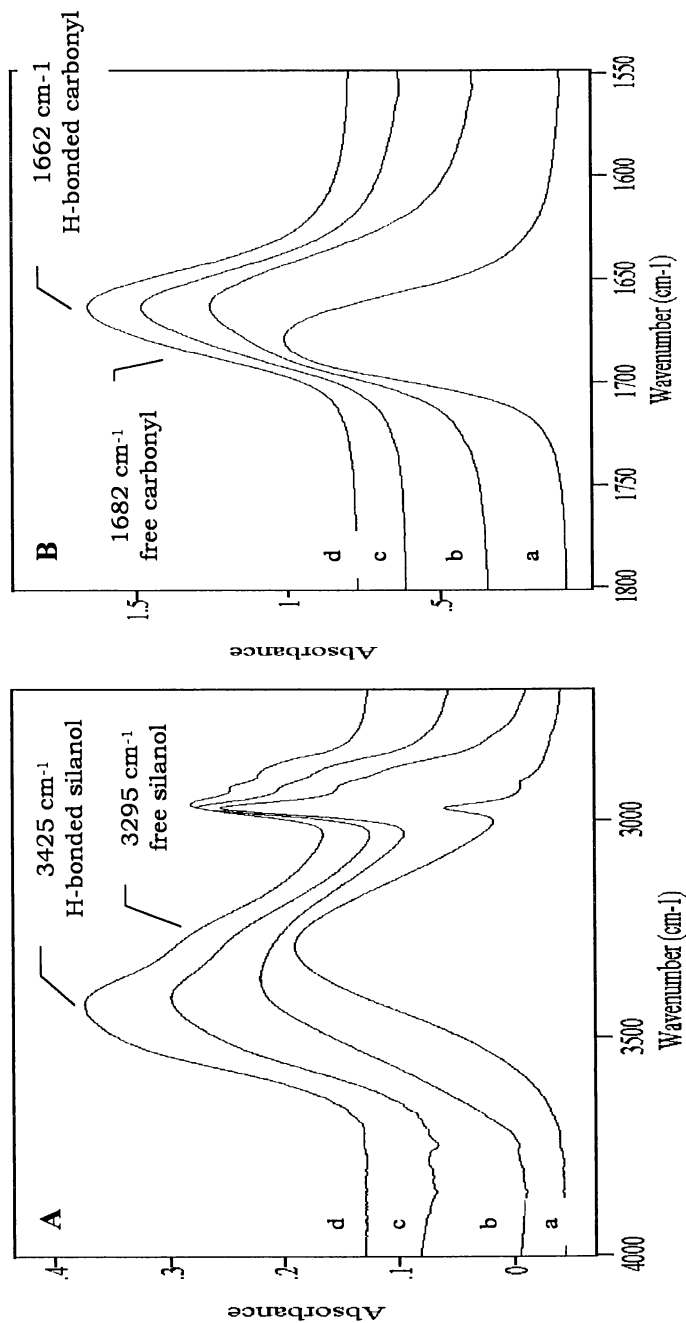 A
3425 cm⁻¹
H-bonded silanol
3295 cm⁻¹
free silanol
d
c
b
a
.4
.3
.2
.1
0
Absorbance
4000
3500
3000
Wavenumber (cm-1)
B
1662 cm-1
H-bonded carbonyl
1682 cm⁻¹
free carbonyl
d
c
b
a
1.5
1
.5
Absorbance
1800
1750
1700
1650
1600
1550
Wavenumber (cm-1)